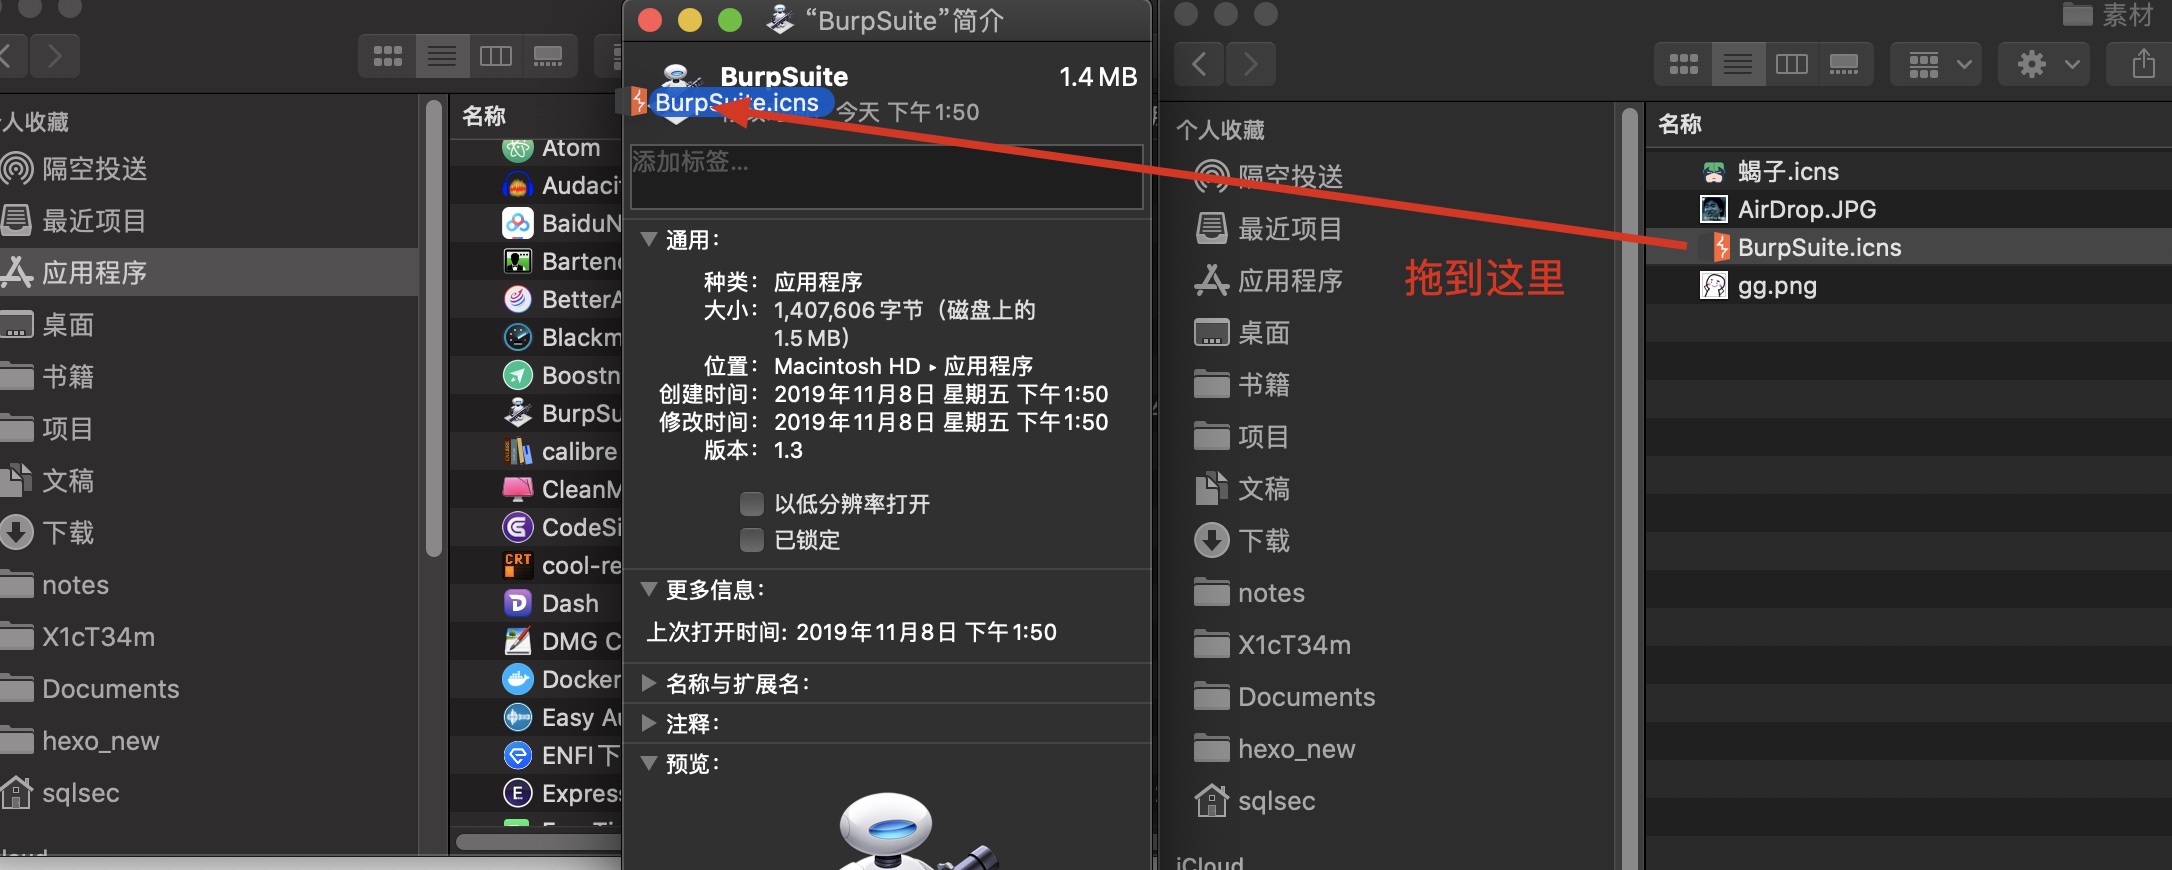 个人收藏
隔空投送
最近项目
应用程序
桌面
书籍
项目
文稿
下载
notes
X1cT34m
Documents
hexo_new
sqlsec
名称
Atom
Audaci
BaiduN
Barten
BetterA
Blackm
Boostn
BurpSu
calibre
CleanM
CodeSi
cool-re
Dash
DMG C
Docker
Easy A
ENFI下
Expres
“BurpSuite”简介
BurpSuite
1.4 MB
BurpSuite.icns
今天 下午1:50
添加标签...
通用:
种类: 应用程序
大小: 1,407,606 字节（磁盘上的
1.5 MB）
位置: Macintosh HD ▸ 应用程序
创建时间: 2019年11月8日 星期五 下午1:50
修改时间: 2019年11月8日 星期五 下午1:50
版本: 1.3
以低分辨率打开
已锁定
更多信息:
上次打开时间: 2019年11月8日 下午1:50
名称与扩展名:
注释:
预览:
素材
个人收藏
隔空投送
最近项目
应用程序
桌面
书籍
项目
文稿
下载
notes
X1cT34m
Documents
hexo_new
sqlsec
iCloud
名称
蝎子.icns
AirDrop.JPG
BurpSuite.icns
gg.png
拖到这里